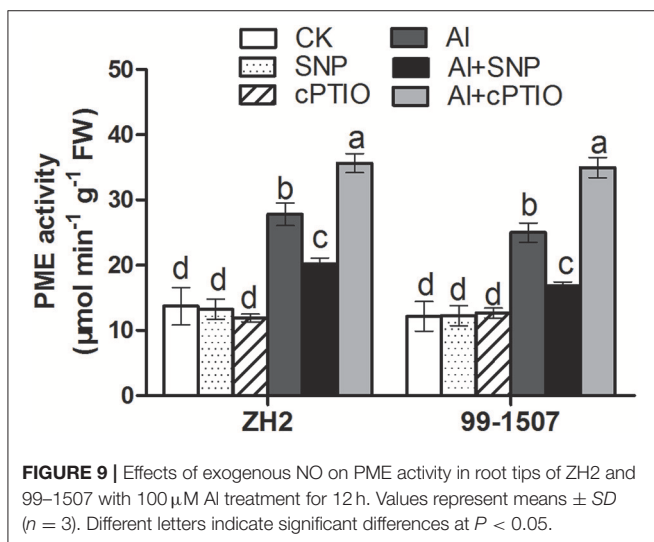 CK
Al
SNP
Al+SNP
cPTIO
Al+cPTIO
PME activity
(μmol min⁻¹ g⁻¹ FW)
50
40
30
20
10
0
d
d
d
b
c
a
d
d
d
b
c
a
ZH2
99-1507
FIGURE 9 | Effects of exogenous NO on PME activity in root tips of ZH2 and
99–1507 with 100 μM Al treatment for 12 h. Values represent means ± SD
(n = 3). Different letters indicate significant differences at P < 0.05.